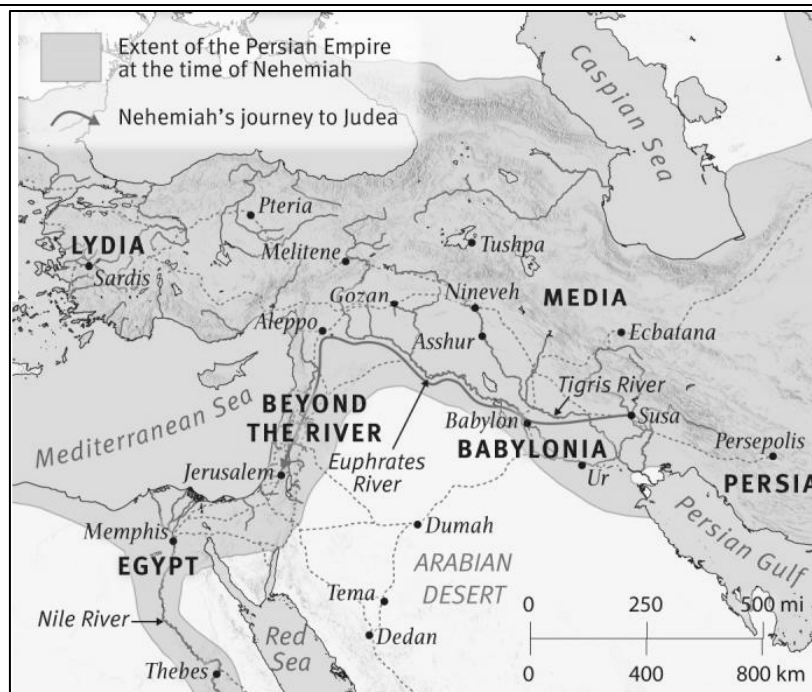 Extent of the Persian Empire
at the time of Nehemiah
Nehemiah's journey to Judea
Caspian Sea
Pteria
LYDIA
Sardis
Melitene
Tushpa
Gozan
Nineveh
MEDIA
Aleppo
Asshur
Ecbatana
Tigris River
Mediterranean Sea
BEYOND
THE RIVER
Babylon
Susa
BABYLONIA
Persepolis
Jerusalem
Euphrates
River
Ur
PERSIA
Memphis
EGYPT
Dumah
ARABIAN
DESERT
Persian Gulf
Tema
Nile River
Red
Sea
Dedan
Thebes
0 250 500 mi
0 400 800 km